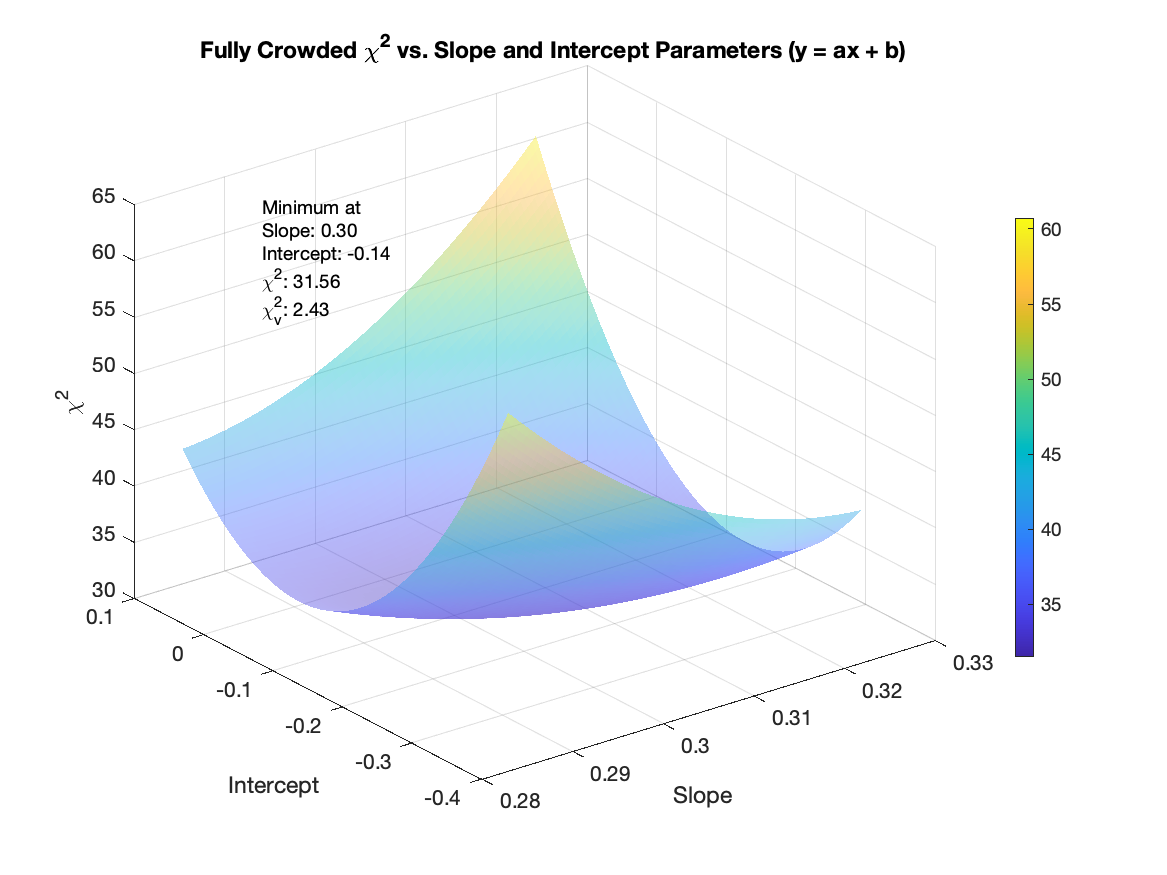 Fully Crowded χ² vs. Slope and Intercept Parameters (y = ax + b)
Minimum at
Slope: 0.30
Intercept: -0.14
χ²: 31.56
χ²ᵥ: 2.43
χ²
65
60
55
50
45
40
35
30
0.1
0
-0.1
-0.2
-0.3
-0.4
Intercept
0.28
0.29
0.3
0.31
0.32
0.33
Slope
60
55
50
45
40
35